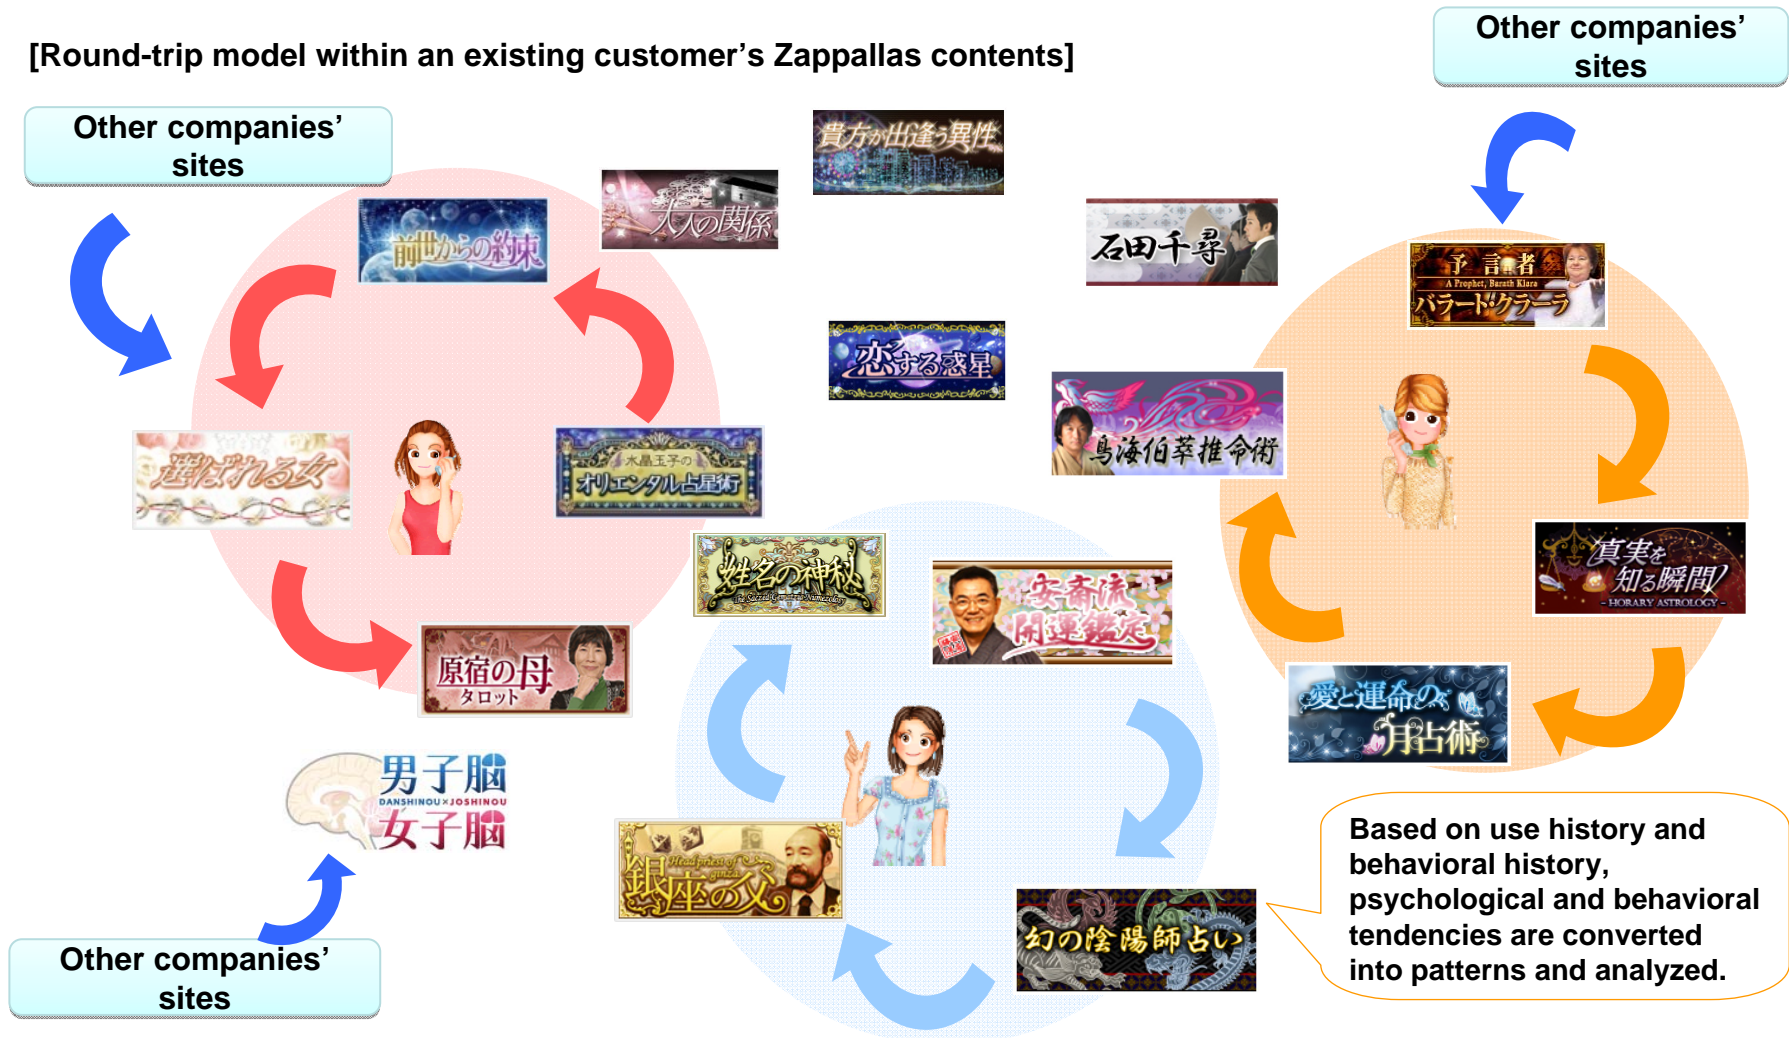 [Round-trip model within an existing customer’s Zappallas contents]
Other companies’
sites
Other companies’
sites
貴方が出逢う異性
大人の関係
前世からの約束
石田千尋
予言者
A Prophet, Barath Klara
バラート・クラーラ
恋する惑星
鳥海伯萃推命術
選ばれる女
水晶玉子の
オリエンタル占星術
真実を
知る瞬間
- HORARY ASTROLOGY -
姓名の神秘
The Sacred Gematria-Numerology
安斎流
開運鑑定
原宿の母
タロット
愛と運命の
月占術
男子脳
DANSHINOU×JOSHINOU
女子脳
Head priest of
ginza
銀座の父
幻の陰陽師占い
Based on use history and
behavioral history,
psychological and behavioral
tendencies are converted
into patterns and analyzed.
Other companies’
sites